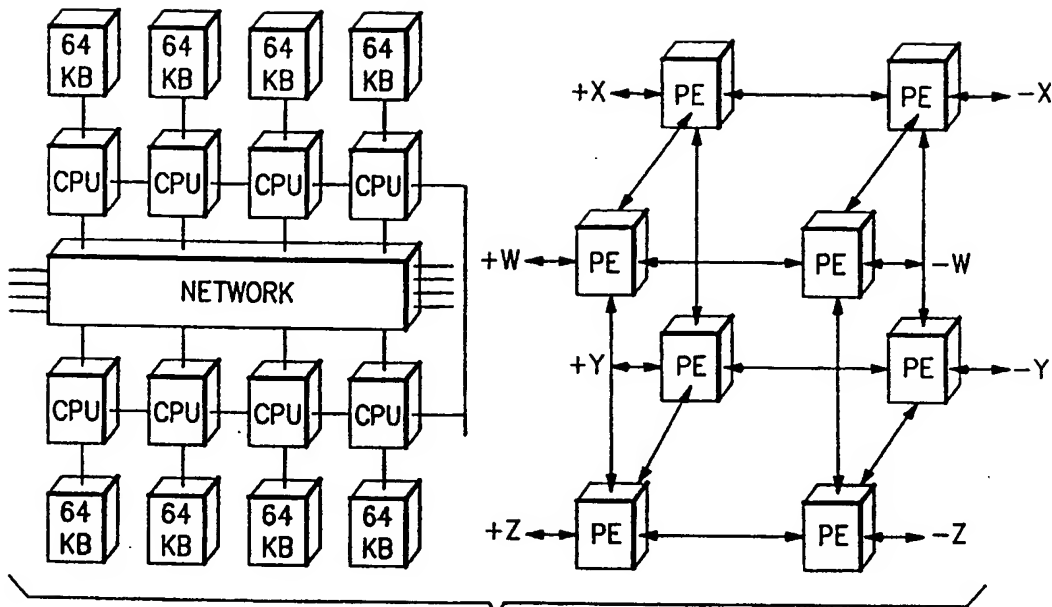 64 KB
64 KB
64 KB
64 KB
CPU
CPU
CPU
CPU
NETWORK
CPU
CPU
CPU
CPU
64 KB
64 KB
64 KB
64 KB
+X
PE
PE
-X
+W
PE
PE
-W
+Y
PE
PE
-Y
+Z
PE
PE
-Z